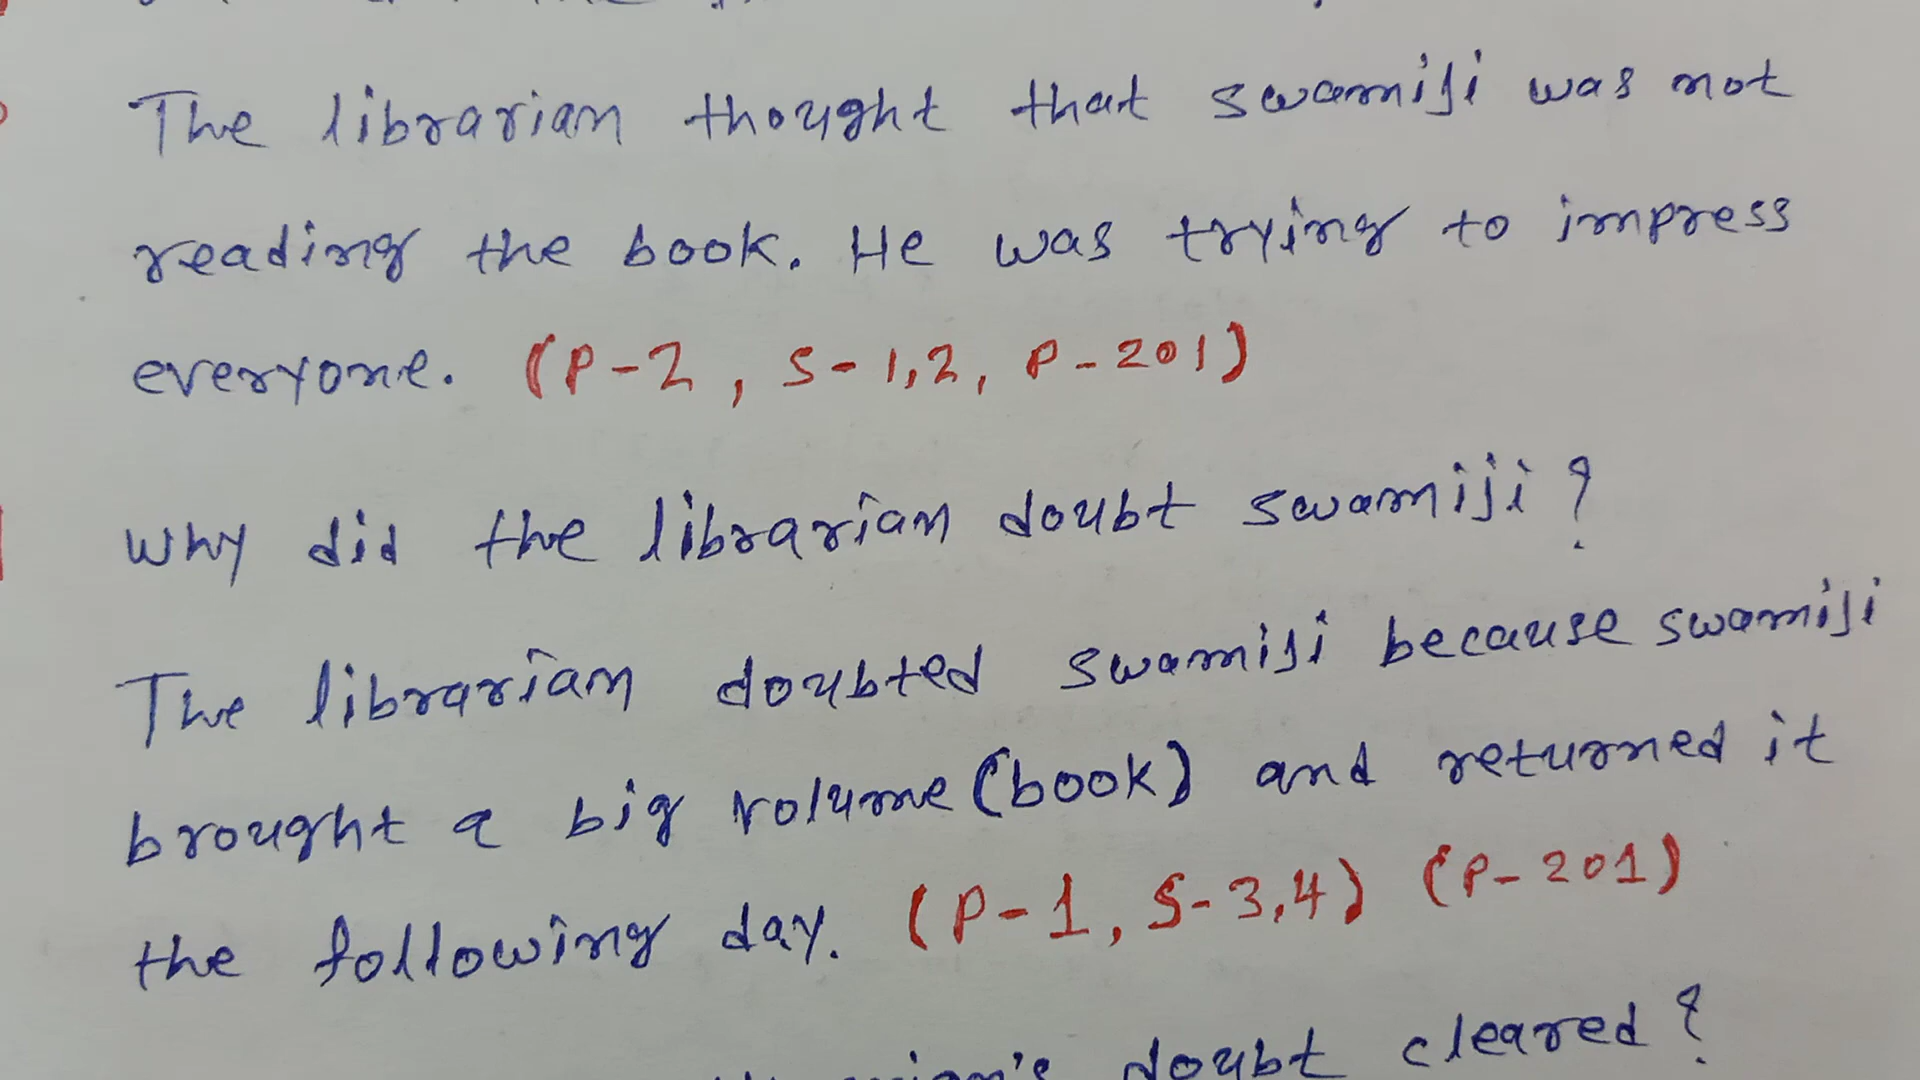 The librarian thought that swamiji was not
reading the book. He was trying to impress
everyone. (P-2, S-1,2, P-201)
Why did the librarian doubt swamiji?
The librarian doubted swamiji because swamiji
brought a big volume (book) and returned it
the following day. (P-1, S-3,4) (P-201)
doubt cleared?